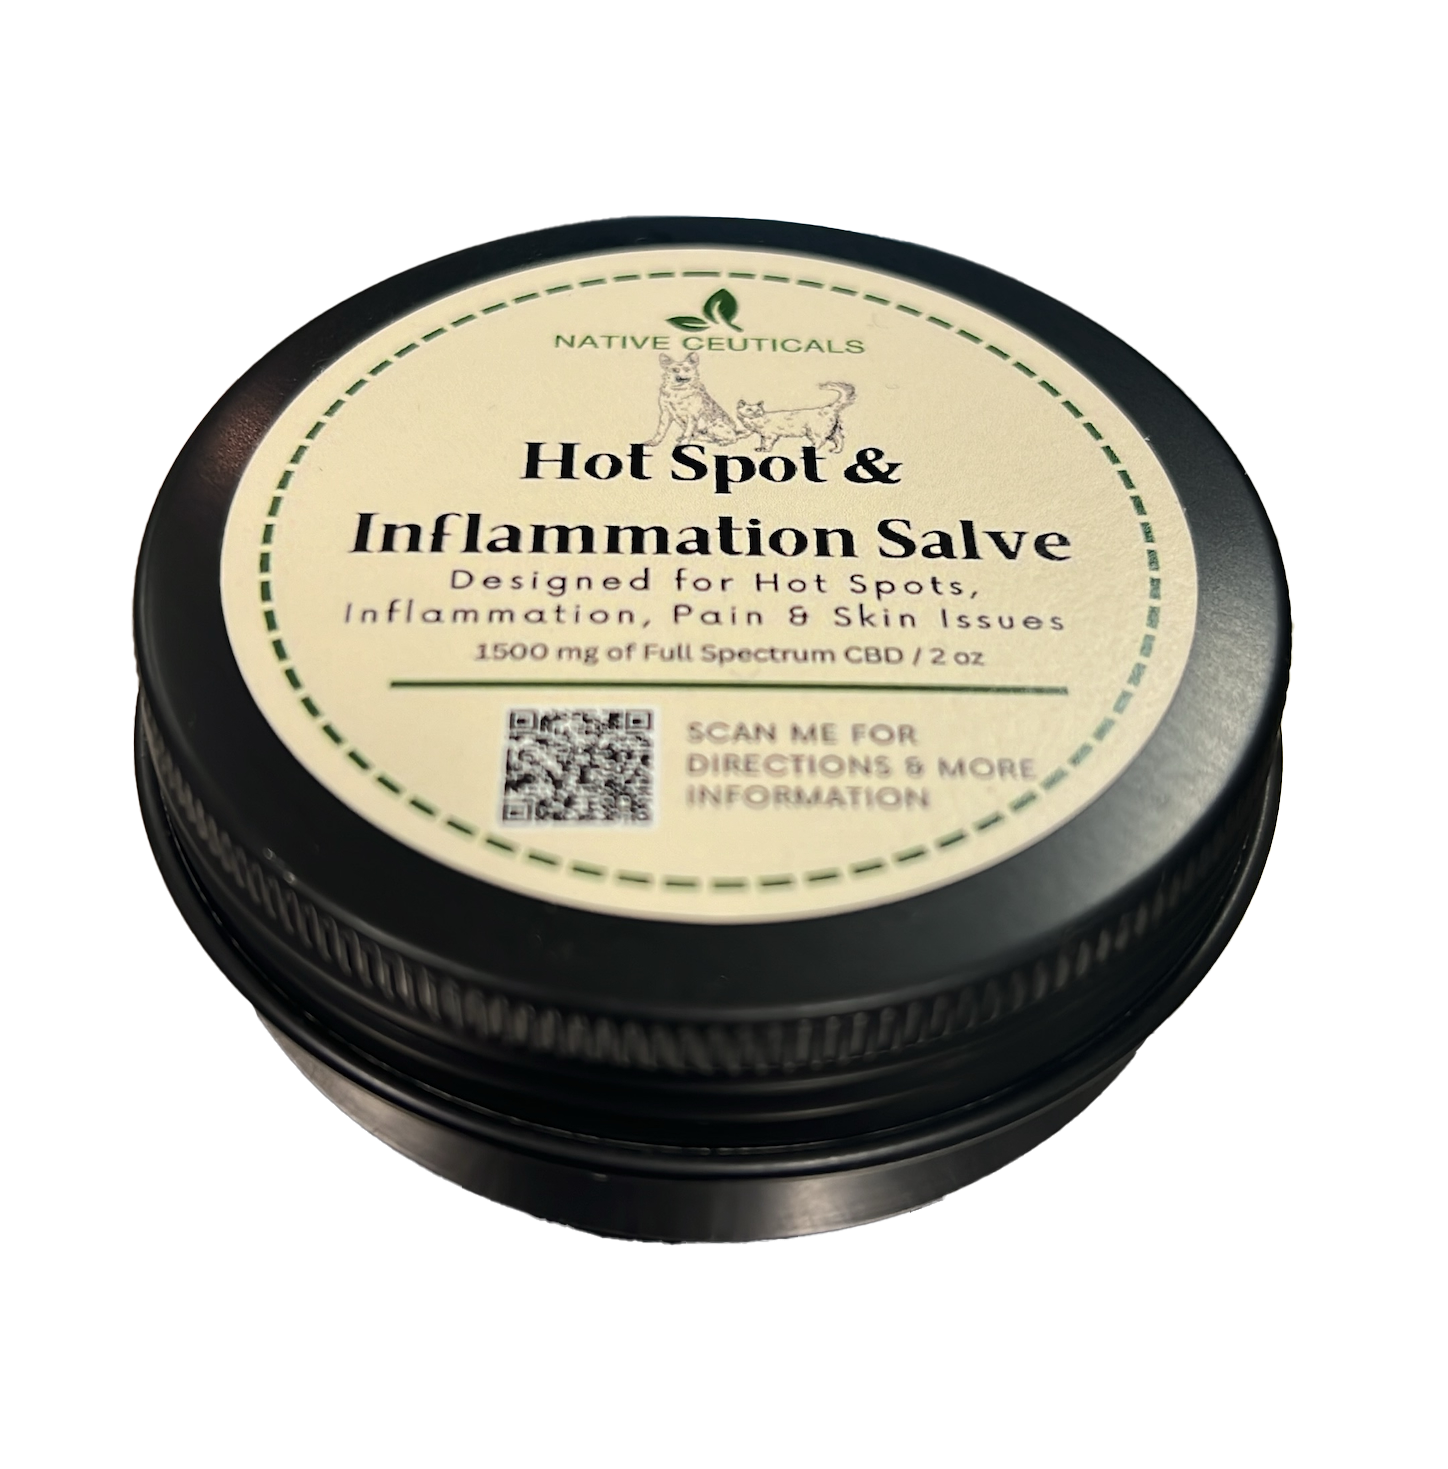 NATIVE CEUTICALS
Hot Spot &
Inflammation Salve
Designed for Hot Spots,
Inflammation, Pain & Skin Issues
1500 mg of Full Spectrum CBD / 2 oz
SCAN ME FOR
DIRECTIONS & MORE
INFORMATION